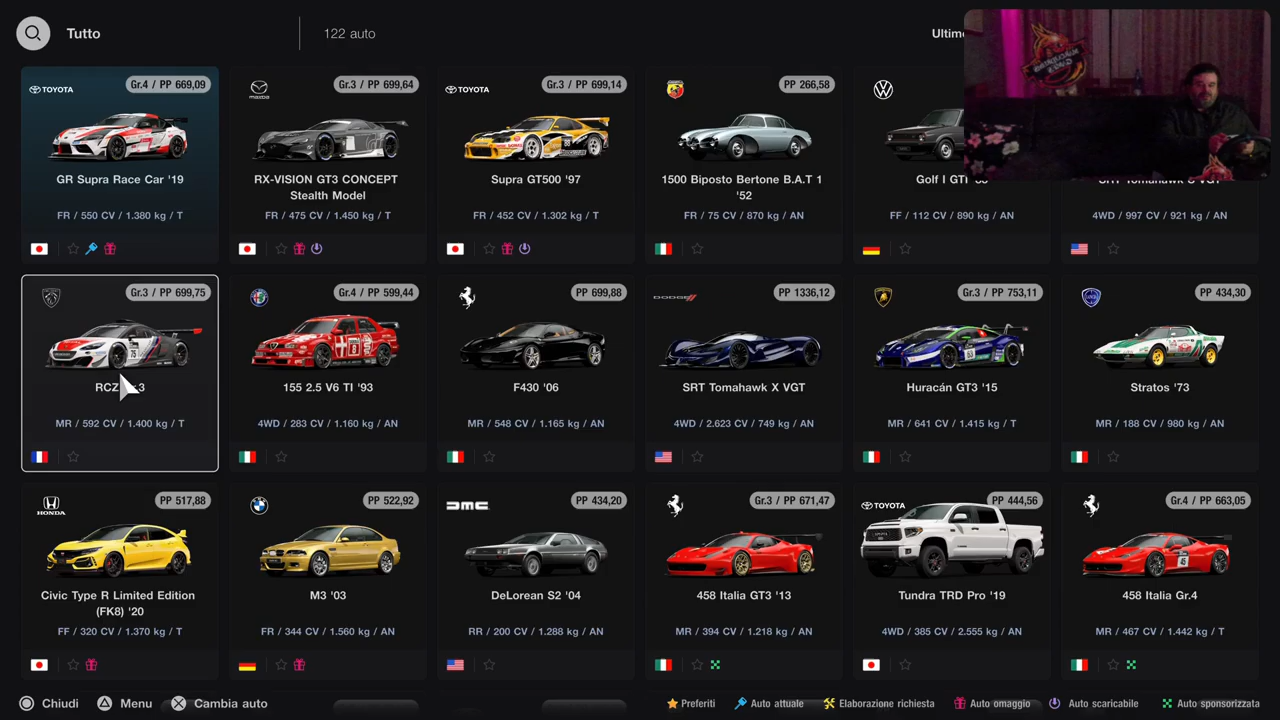 Tutto
122 auto
Ultime
TOYOTA
Gr.4 / PP 669,09
GR Supra Race Car '19
FR / 550 CV / 1.380 kg / T
mazda
Gr.3 / PP 699,64
RX-VISION GT3 CONCEPT
Stealth Model
FR / 475 CV / 1.450 kg / T
TOYOTA
Gr.3 / PP 699,14
Supra GT500 '97
FR / 452 CV / 1.302 kg / T
PP 266,58
1500 Biposto Bertone B.A.T 1
'52
FR / 75 CV / 870 kg / AN
Golf I GTI
FF / 112 CV / 890 kg / AN
4WD / 997 CV / 921 kg / AN
Gr.3 / PP 699,75
RCZ
MR / 592 CV / 1.400 kg / T
Gr.4 / PP 599,44
155 2.5 V6 TI '93
4WD / 283 CV / 1.160 kg / AN
PP 699,88
F430 '06
MR / 548 CV / 1.165 kg / AN
DODGE
PP 1336,12
SRT Tomahawk X VGT
4WD / 2.623 CV / 749 kg / AN
Gr.3 / PP 753,11
Huracán GT3 '15
MR / 641 CV / 1.415 kg / T
PP 434,30
Stratos '73
MR / 188 CV / 980 kg / AN
HONDA
PP 517,88
Civic Type R Limited Edition
(FK8) '20
FF / 320 CV / 1.370 kg / T
PP 522,92
M3 '03
FR / 344 CV / 1.560 kg / AN
DMC
PP 434,20
DeLorean S2 '04
RR / 200 CV / 1.288 kg / AN
Gr.3 / PP 671,47
458 Italia GT3 '13
MR / 394 CV / 1.218 kg / AN
TOYOTA
PP 444,56
Tundra TRD Pro '19
4WD / 385 CV / 2.555 kg / AN
Gr.4 / PP 663,05
458 Italia Gr.4
MR / 467 CV / 1.442 kg / T
Chiudi
Menu
Cambia auto
Preferiti
Auto attuale
Elaborazione richiesta
Auto omaggio
Auto scaricabile
Auto sponsorizzata